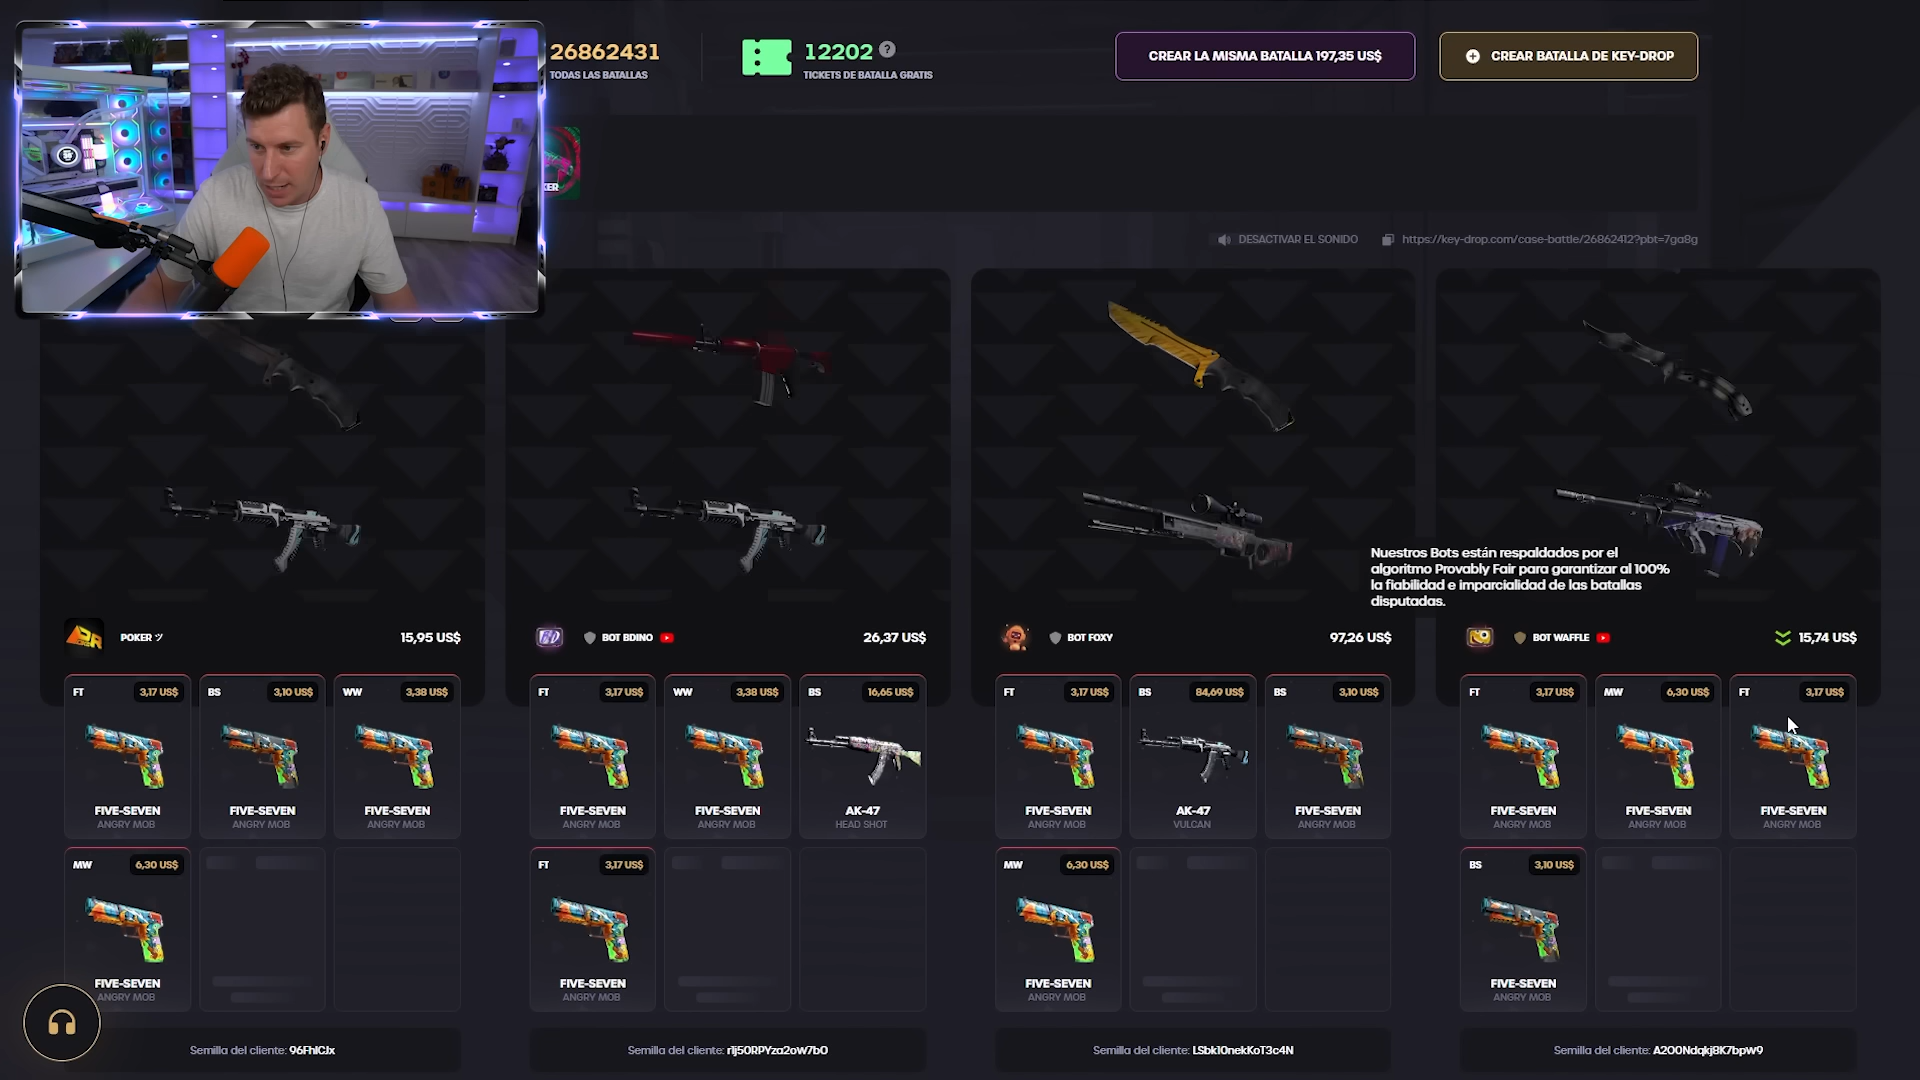 26862431
TODAS LAS BATALLAS
12202 ?
TICKETS DE BATALLA GRATIS
CREAR LA MISMA BATALLA 197,35 US$
CREAR BATALLA DE KEY-DROP
KER
DESACTIVAR EL SONIDO
https://key-drop.com/case-battle/26862412?pbt=7ga8g
Nuestros Bots están respaldados por el
algoritmo Provably Fair para garantizar al 100%
la fiabilidad e imparcialidad de las batallas
disputadas.
POKER ツ 15,95 US$
BOT BDINO 26,37 US$
BOT FOXY 97,26 US$
BOT WAFFLE 15,74 US$
FT 3,17 US$ BS 3,10 US$ WW 3,38 US$
FT 3,17 US$ WW 3,38 US$ BS 16,65 US$
FT 3,17 US$ BS 84,69 US$ BS 3,10 US$
FT 3,17 US$ MW 6,30 US$ FT 3,17 US$
FIVE-SEVEN FIVE-SEVEN FIVE-SEVEN
ANGRY MOB ANGRY MOB ANGRY MOB
FIVE-SEVEN FIVE-SEVEN AK-47
ANGRY MOB ANGRY MOB HEAD SHOT
FIVE-SEVEN AK-47 FIVE-SEVEN
ANGRY MOB VULCAN ANGRY MOB
FIVE-SEVEN FIVE-SEVEN FIVE-SEVEN
ANGRY MOB ANGRY MOB ANGRY MOB
MW 6,30 US$
FIVE-SEVEN
ANGRY MOB
FT 3,17 US$
FIVE-SEVEN
ANGRY MOB
MW 6,30 US$
FIVE-SEVEN
ANGRY MOB
BS 3,10 US$
FIVE-SEVEN
ANGRY MOB
Semilla del cliente: 96FhlCJx
Semilla del cliente: r1j50RPYza2oW7bO
Semilla del cliente: LSbkl0nekKoT3c4N
Semilla del cliente: A2OONdqkj8K7bpW9